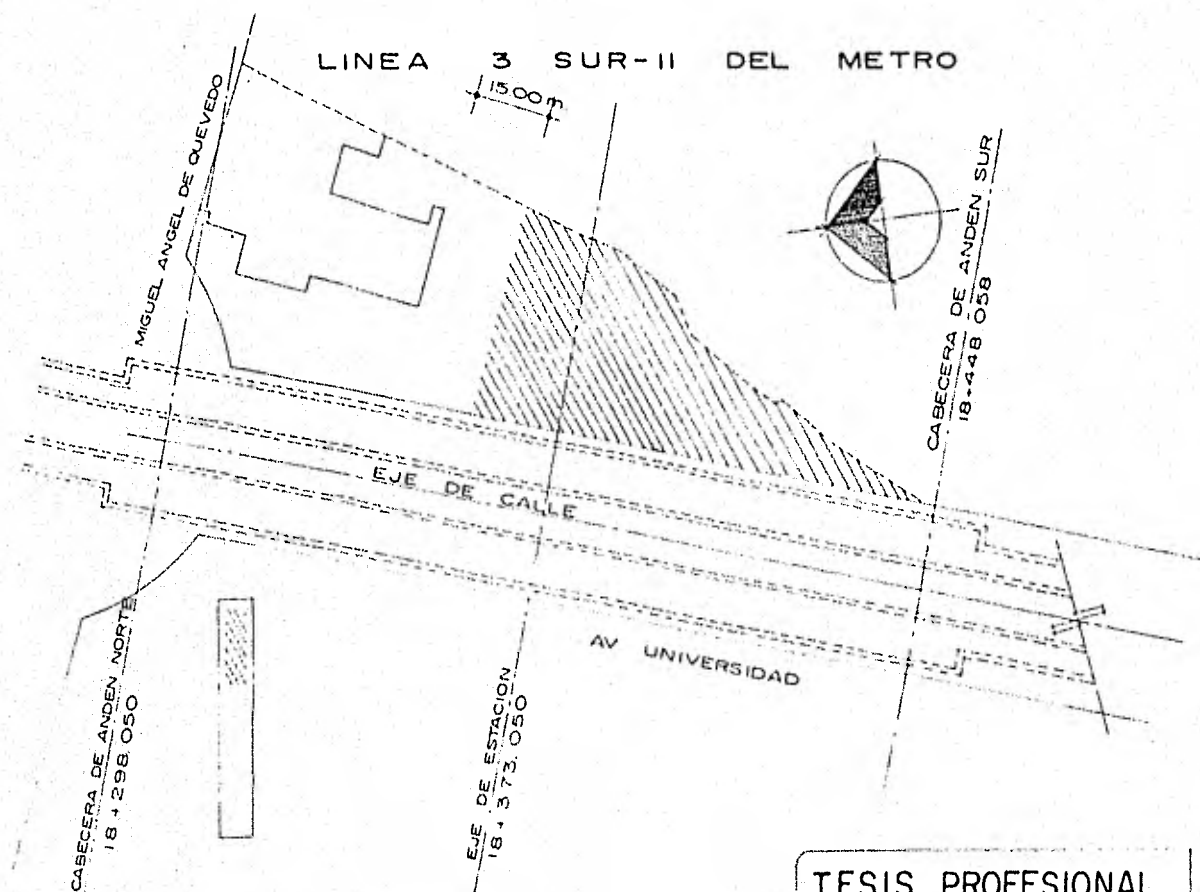 LINEA 3 SUR-II DEL METRO
15.00 m
MIGUEL ANGEL DE QUEVEDO
CABECERA DE ANDEN SUR
18+448.058
EJE DE CALLE
AV UNIVERSIDAD
CABECERA DE ANDEN NORTE
18+298.050
EJE DE ESTACION
18+373.050
TESIS PROFESIONAL